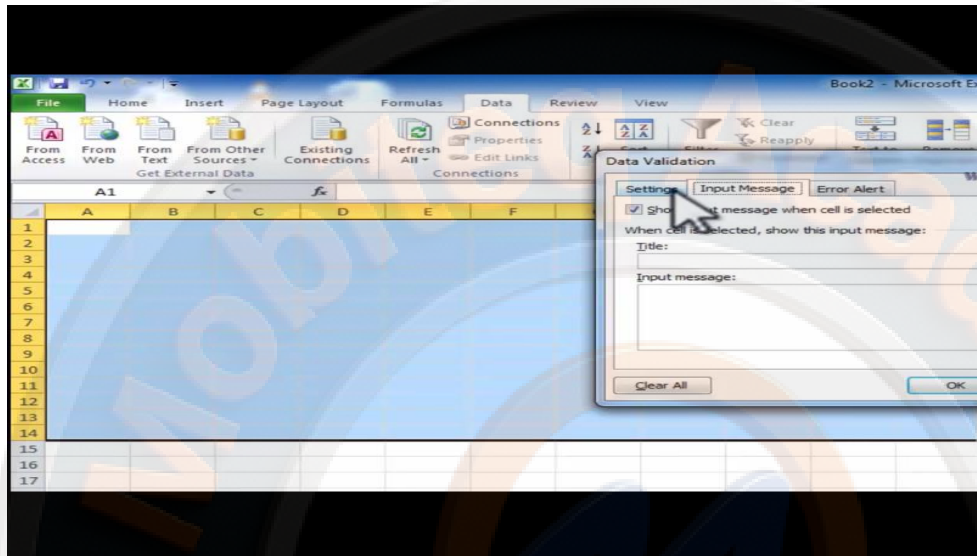 Book2 - Microsoft Ex
File Home Insert Page Layout Formulas Data Review View
From Access
From Web
From Text
From Other Sources
Existing Connections
Refresh All
Connections
Properties
Edit Links
Clear
Reapply
Get External Data
Connections
A1
fx
A B C D E F
1
2
3
4
5
6
7
8
9
10
11
12
13
14
15
16
17
Data Validation
Settings Input Message Error Alert
message when cell is selected
When cell is selected, show this input message:
Title:
Input message:
Clear All OK